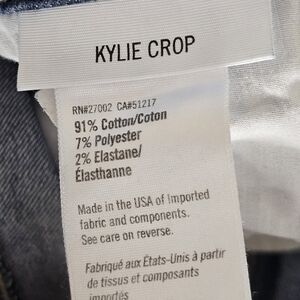 KYLIE CROP
RN#27002 CA#51217
91% Cotton/Coton
7% Polyester
2% Elastane/
Élasthanne
Made in the USA of Imported
fabric and components.
See care on reverse.
Fabriqué aux États-Unis à partir
de tissus et composants
importés